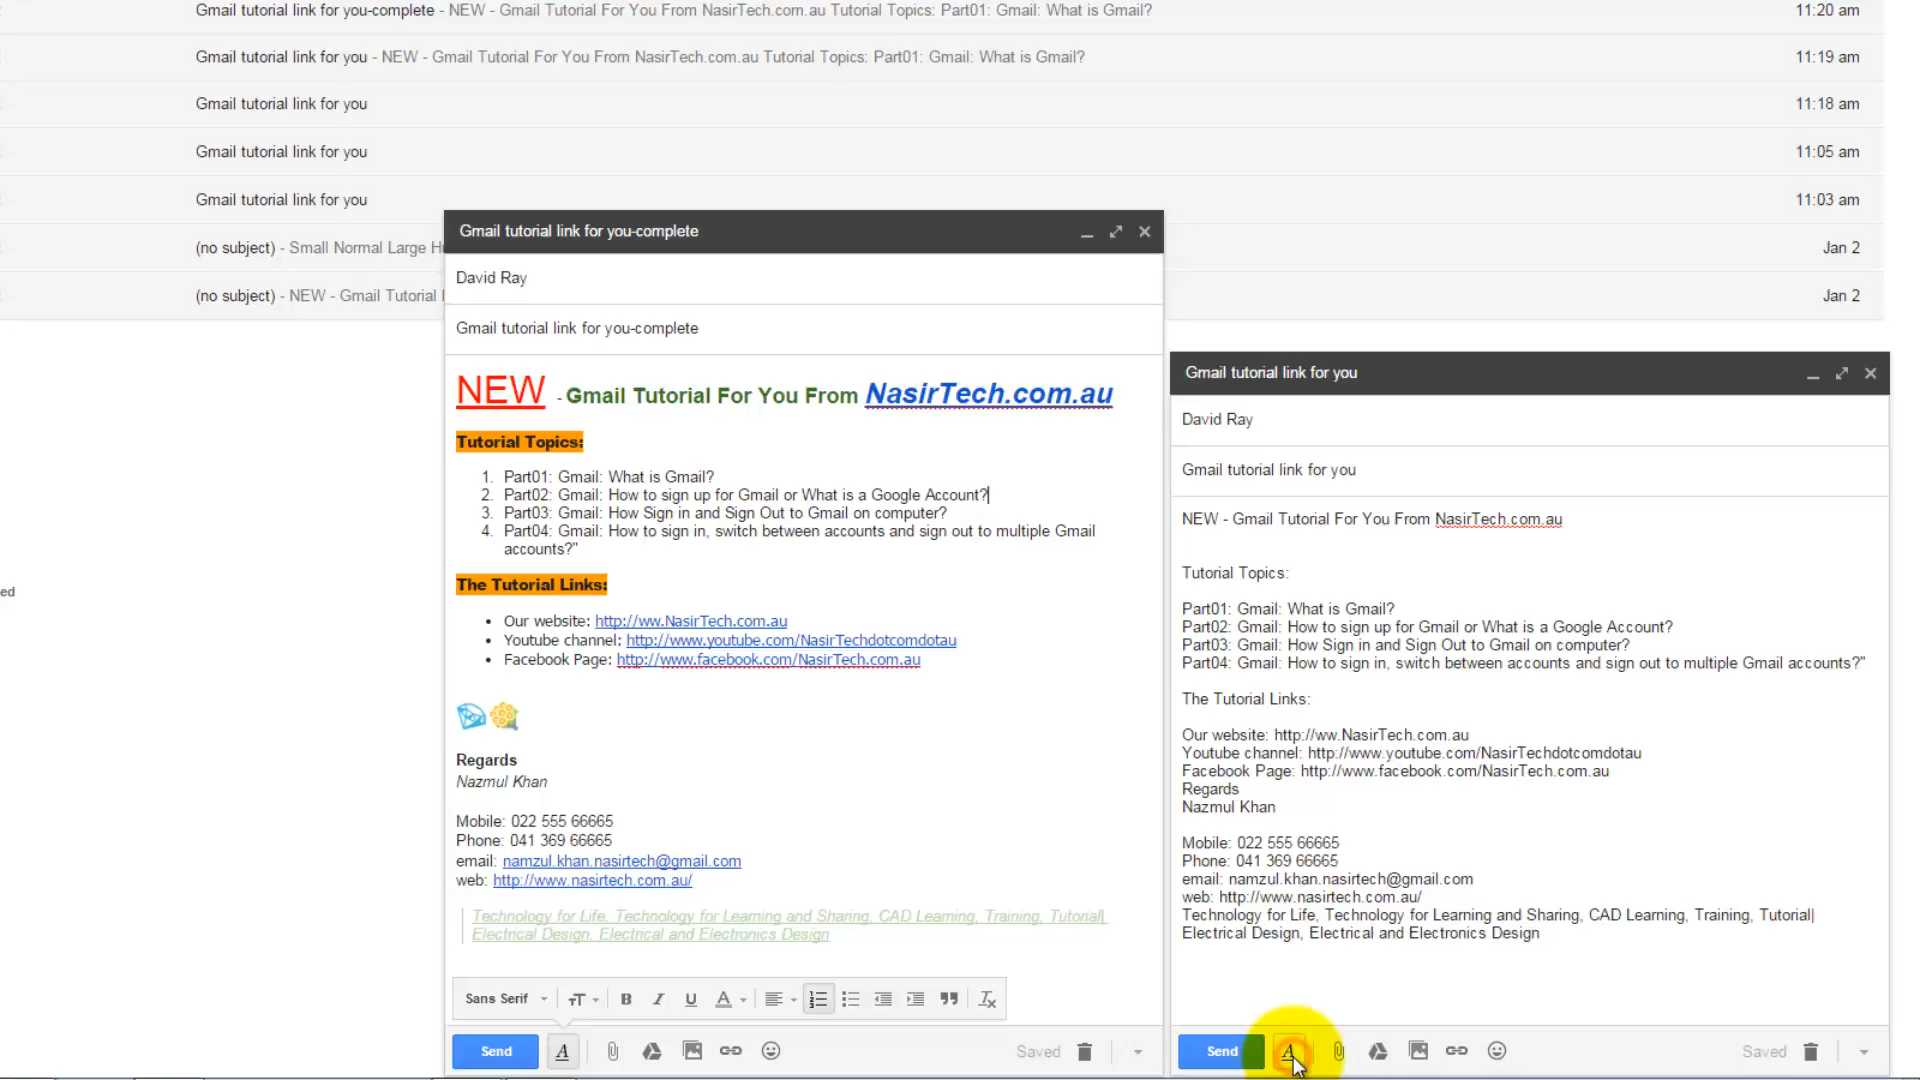 Gmail tutorial link for you-complete - NEW - Gmail Tutorial For You From NasirTech.com.au Tutorial Topics: Part01: Gmail: What is Gmail? 11:20 am
Gmail tutorial link for you - NEW - Gmail Tutorial For You From NasirTech.com.au Tutorial Topics: Part01: Gmail: What is Gmail? 11:19 am
Gmail tutorial link for you 11:18 am
Gmail tutorial link for you 11:05 am
Gmail tutorial link for you 11:03 am
(no subject) - Small Normal Large Jan 2
(no subject) - NEW - Gmail Tutorial Jan 2
ed
Gmail tutorial link for you-complete
David Ray
Gmail tutorial link for you-complete
NEW - Gmail Tutorial For You From NasirTech.com.au
Tutorial Topics:
1. Part01: Gmail: What is Gmail?
2. Part02: Gmail: How to sign up for Gmail or What is a Google Account?
3. Part03: Gmail: How Sign in and Sign Out to Gmail on computer?
4. Part04: Gmail: How to sign in, switch between accounts and sign out to multiple Gmail
accounts?"
The Tutorial Links:
• Our website: http://ww.NasirTech.com.au
• Youtube channel: http://www.youtube.com/NasirTechdotcomdotau
• Facebook Page: http://www.facebook.com/NasirTech.com.au
Regards
Nazmul Khan
Mobile: 022 555 66665
Phone: 041 369 66665
email: namzul.khan.nasirtech@gmail.com
web: http://www.nasirtech.com.au/
Technology for Life, Technology for Learning and Sharing, CAD Learning, Training, Tutorial|
Electrical Design, Electrical and Electronics Design
Sans Serif
Send
Saved
Gmail tutorial link for you
David Ray
Gmail tutorial link for you
NEW - Gmail Tutorial For You From NasirTech.com.au
Tutorial Topics:
Part01: Gmail: What is Gmail?
Part02: Gmail: How to sign up for Gmail or What is a Google Account?
Part03: Gmail: How Sign in and Sign Out to Gmail on computer?
Part04: Gmail: How to sign in, switch between accounts and sign out to multiple Gmail accounts?"
The Tutorial Links:
Our website: http://ww.NasirTech.com.au
Youtube channel: http://www.youtube.com/NasirTechdotcomdotau
Facebook Page: http://www.facebook.com/NasirTech.com.au
Regards
Nazmul Khan
Mobile: 022 555 66665
Phone: 041 369 66665
email: namzul.khan.nasirtech@gmail.com
web: http://www.nasirtech.com.au/
Technology for Life, Technology for Learning and Sharing, CAD Learning, Training, Tutorial|
Electrical Design, Electrical and Electronics Design
Send
Saved